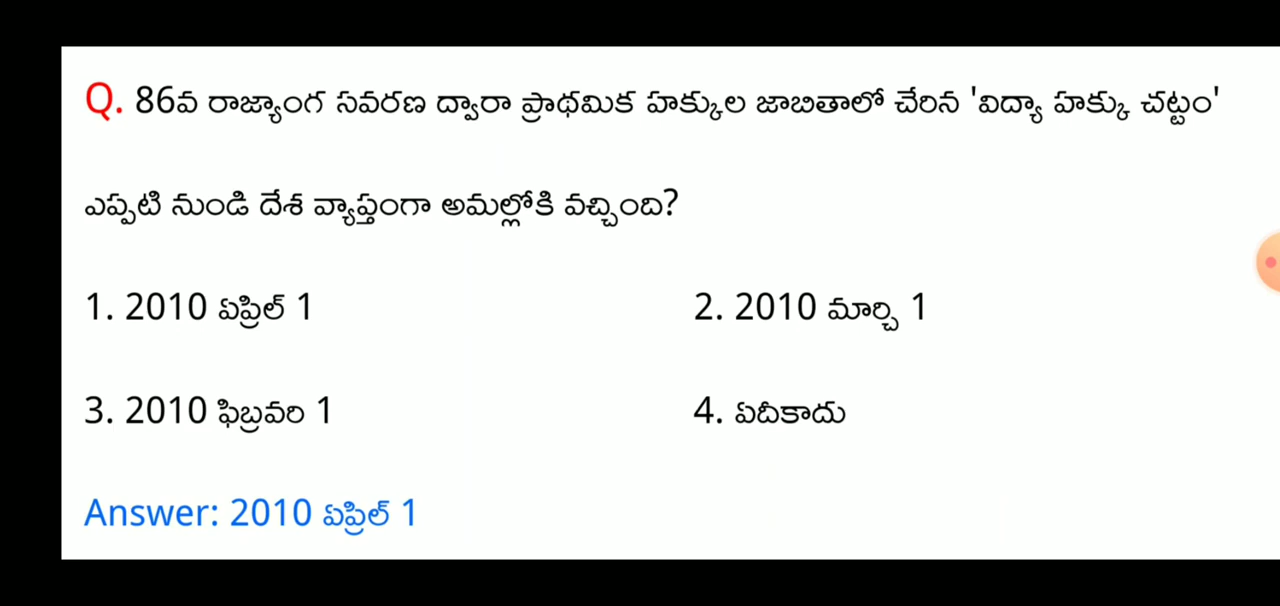 Q. 86వ రాజ్యాంగ సవరణ ద్వారా ప్రాథమిక హక్కుల జాబితాలో చేరిన 'విద్యా హక్కు చట్టం'
ఎప్పటి నుండి దేశ వ్యాప్తంగా అమల్లోకి వచ్చింది?
1. 2010 ఏప్రిల్ 1 2. 2010 మార్చి 1
3. 2010 ఫిబ్రవరి 1 4. ఏదీకాదు
Answer: 2010 ఏప్రిల్ 1